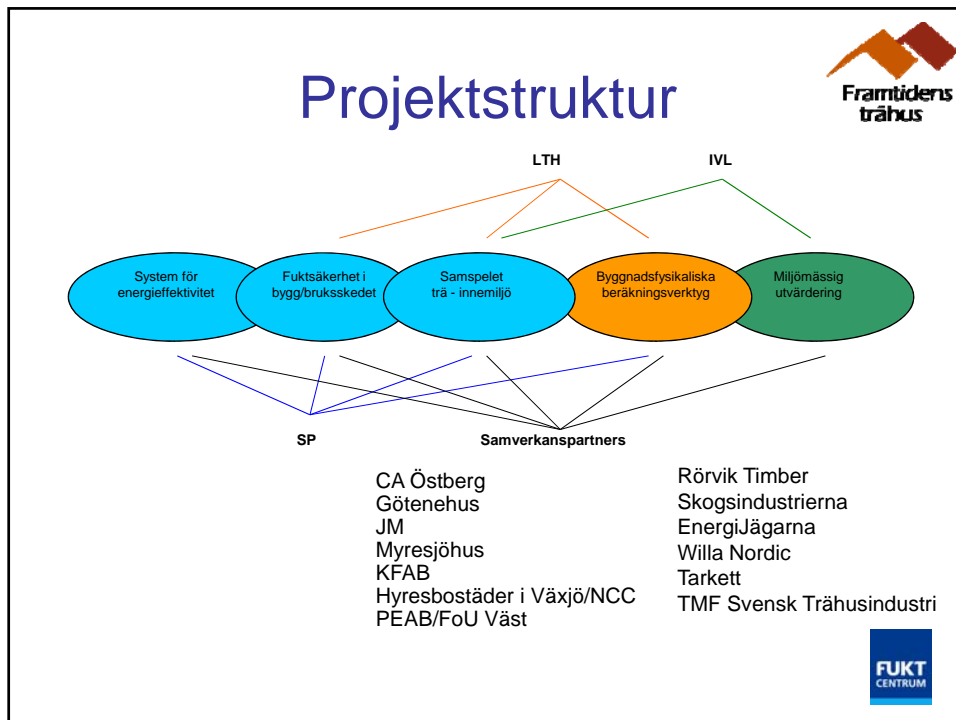 Projektstruktur
Framtidens
trähus
LTH
IVL
System för
energieffektivitet
Fuktsäkerhet i
bygg/bruksskedet
Samspelet
trä - innemiljö
Byggnadsfysikaliska
beräkningsverktyg
Miljömässig
utvärdering
SP
Samverkanspartners
CA Östberg
Götenehus
JM
Myresjöhus
KFAB
Hyresbostäder i Växjö/NCC
PEAB/FoU Väst
Rörvik Timber
Skogsindustrierna
EnergiJägarna
Willa Nordic
Tarkett
TMF Svensk Trähusindustri
FUKT
CENTRUM